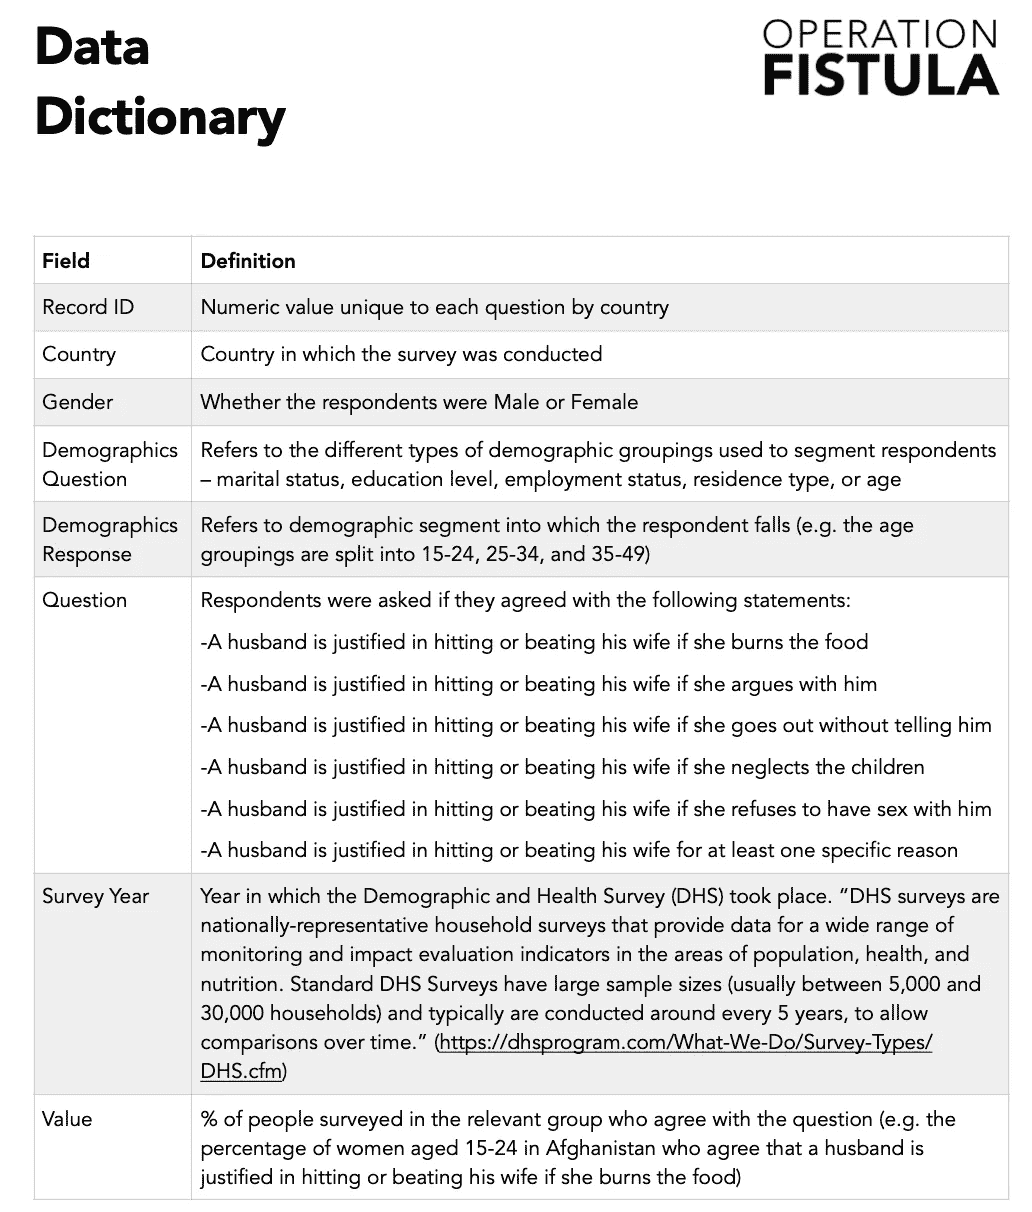 Data
Dictionary
OPERATION
FISTULA
Field
Definition
Record ID
Numeric value unique to each question by country
Country
Country in which the survey was conducted
Gender
Whether the respondents were Male or Female
Demographics
Question
Refers to the different types of demographic groupings used to segment respondents
– marital status, education level, employment status, residence type, or age
Demographics
Response
Refers to demographic segment into which the respondent falls (e.g. the age
groupings are split into 15-24, 25-34, and 35-49)
Question
Respondents were asked if they agreed with the following statements:
-A husband is justified in hitting or beating his wife if she burns the food
-A husband is justified in hitting or beating his wife if she argues with him
-A husband is justified in hitting or beating his wife if she goes out without telling him
-A husband is justified in hitting or beating his wife if she neglects the children
-A husband is justified in hitting or beating his wife if she refuses to have sex with him
-A husband is justified in hitting or beating his wife for at least one specific reason
Survey Year
Year in which the Demographic and Health Survey (DHS) took place. “DHS surveys are
nationally-representative household surveys that provide data for a wide range of
monitoring and impact evaluation indicators in the areas of population, health, and
nutrition. Standard DHS Surveys have large sample sizes (usually between 5,000 and
30,000 households) and typically are conducted around every 5 years, to allow
comparisons over time.” (https://dhsprogram.com/What-We-Do/Survey-Types/
DHS.cfm)
Value
% of people surveyed in the relevant group who agree with the question (e.g. the
percentage of women aged 15-24 in Afghanistan who agree that a husband is
justified in hitting or beating his wife if she burns the food)